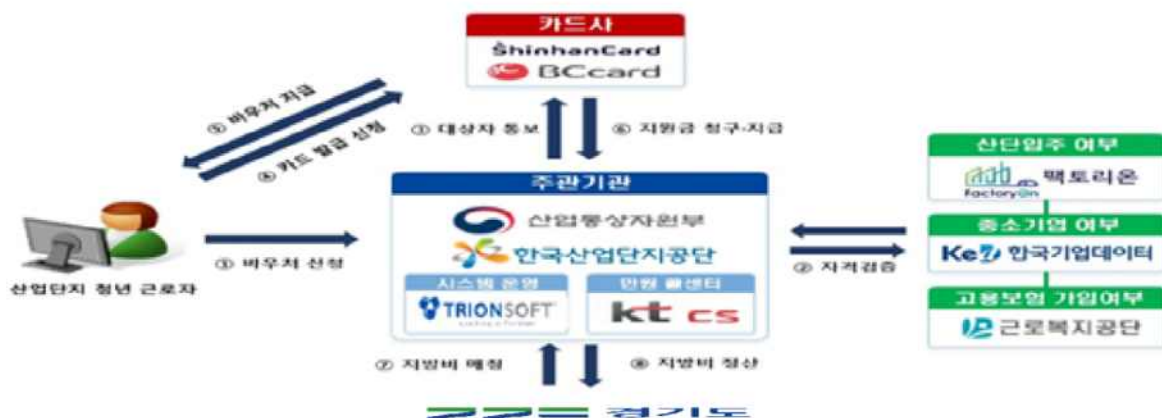 카드사
ShinhanCard
BCcard
⑤ 바우처 지급
④ 카드 발급 신청
③ 대상자 통보
⑥ 지원금 청구·지급
주관기관
산업통상자원부
한국산업단지공단
시스템 운영
TRIONSOFT
민원 콜센터
kt cs
① 바우처 신청
산업단지 청년 근로자
② 자격검증
산단입주 여부
FactoryOn 팩토리온
중소기업 여부
Ke 한국기업데이터
고용보험 가입여부
근로복지공단
⑦ 지방비 매칭
⑧ 지방비 정산
경기도